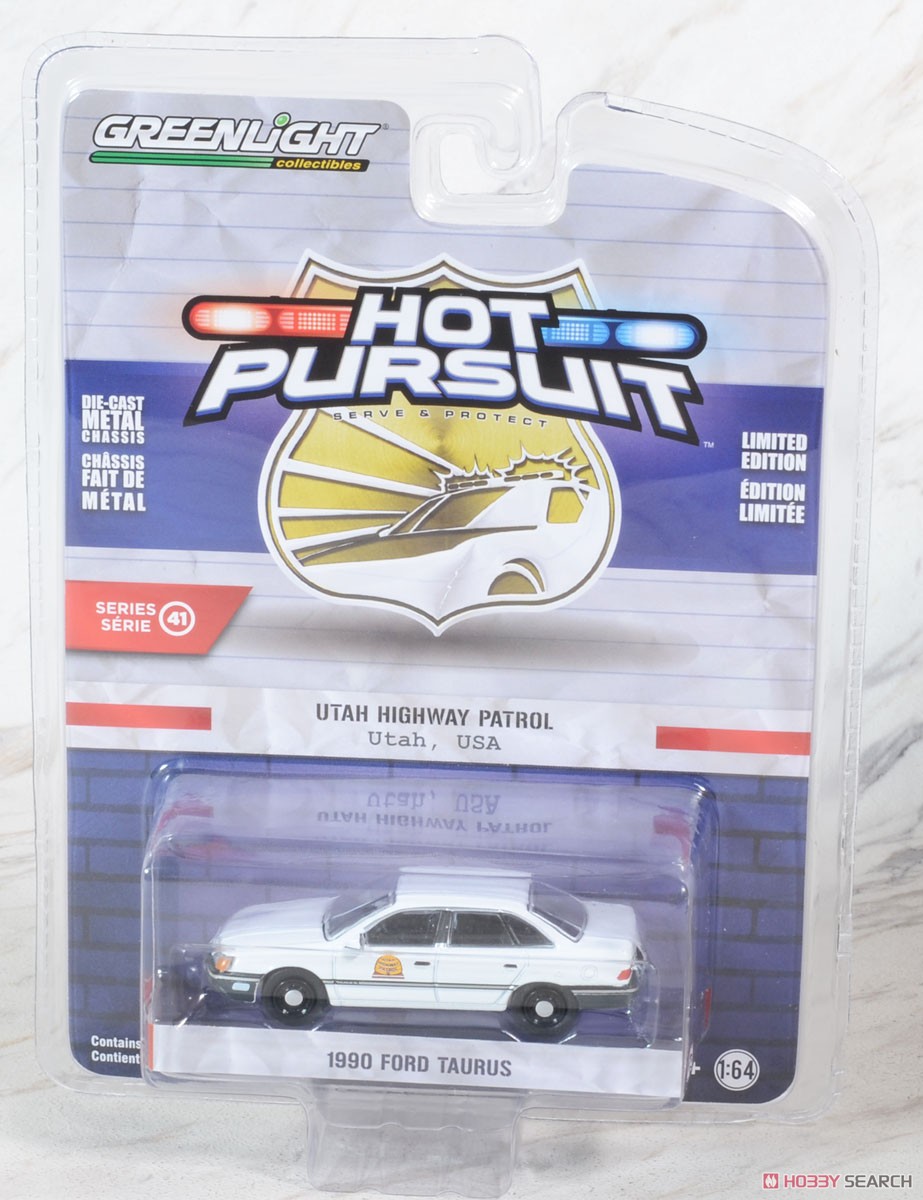 GREENLIGHT®
collectibles
HOT
PURSUIT™
SERVE & PROTECT
DIE-CAST
METAL
CHASSIS
CHÂSSIS
FAIT DE
MÉTAL
LIMITED
EDITION
ÉDITION
LIMITÉE
SERIES
SÉRIE 41
UTAH HIGHWAY PATROL
Utah, USA
Contains
Contient
1990 FORD TAURUS
+ 1:64
HOBBY SEARCH